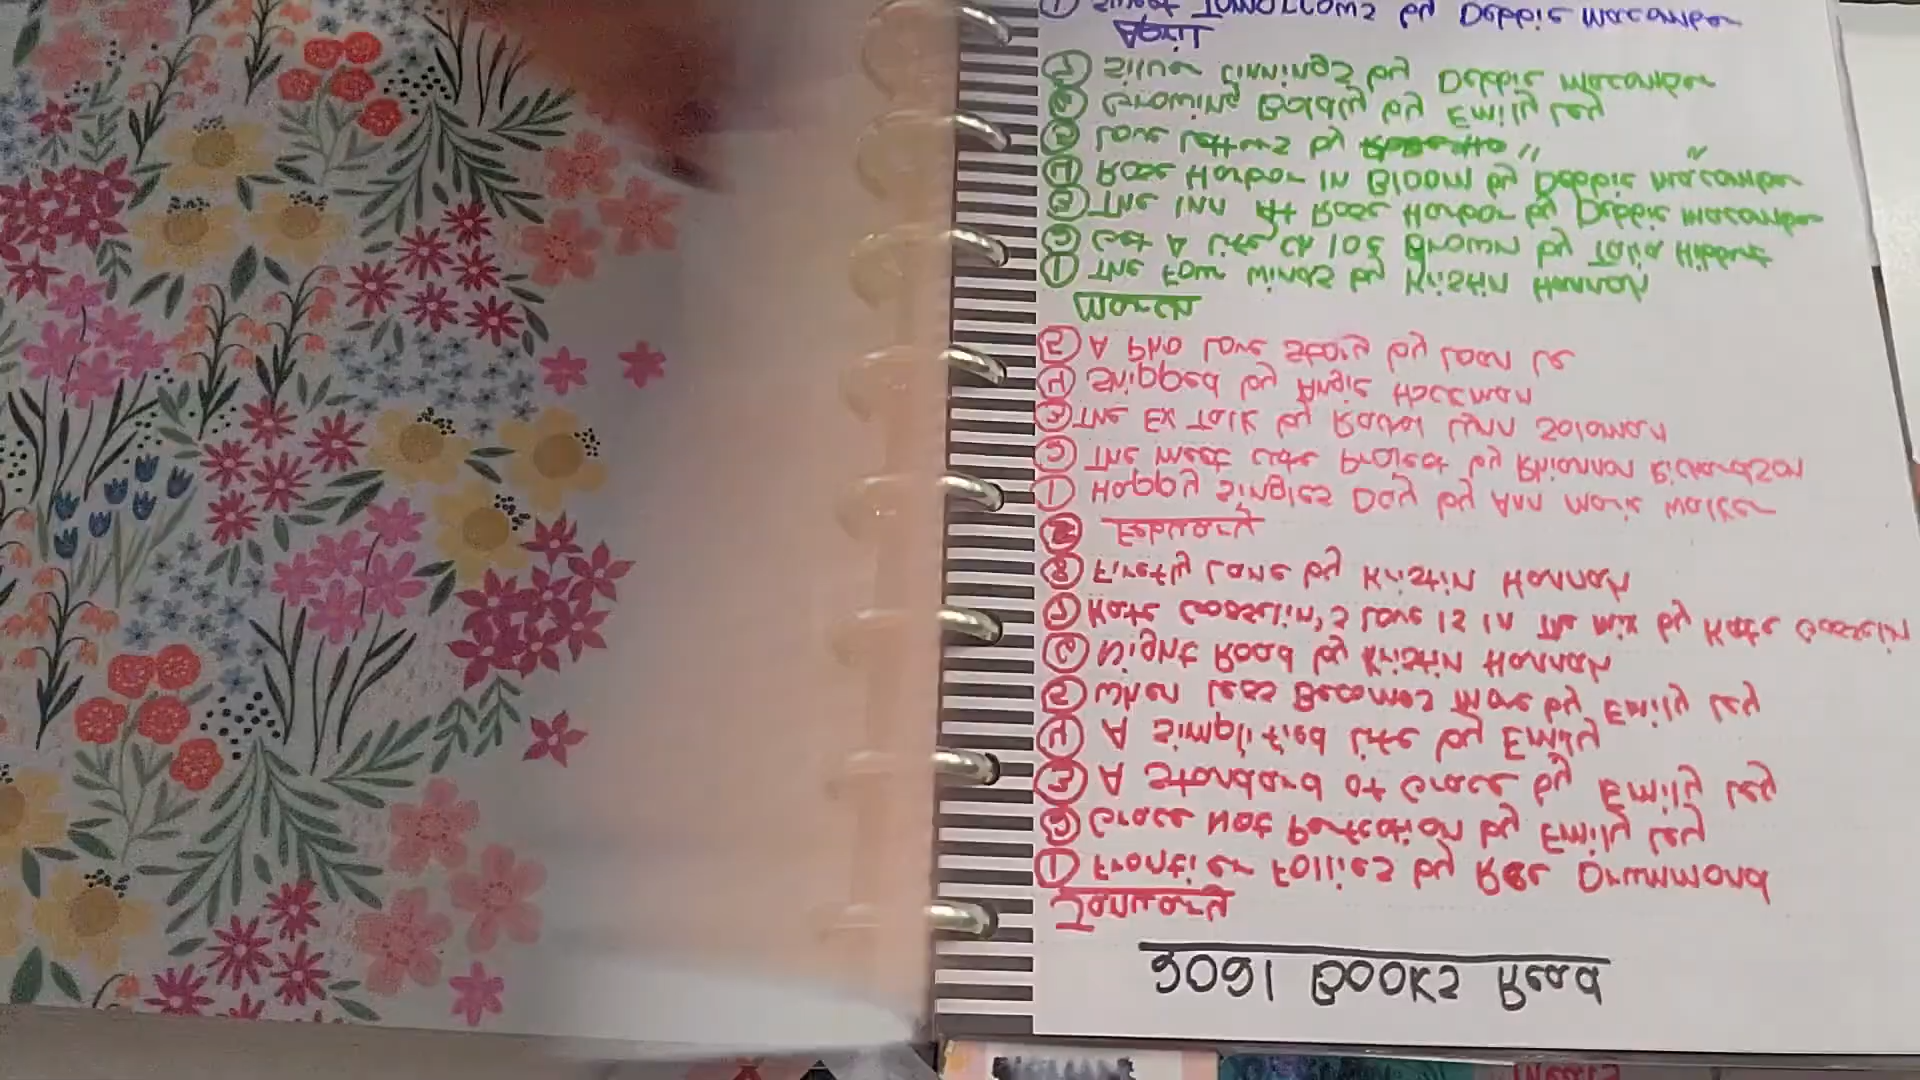 2021 Books Read
January
① Frontier Follies by Ree Drummond
② Grace Not Perfection by Emily Ley
③ A Standard of Grace by Emily Ley
④ A Simplified Life by Emily
⑤ When Less Becomes More by Emily Ley
⑥ Night Road by Kristin Hannah
⑦ Kate Gosselin's Love Is In The Mix by Kate Gosselin
⑧ Firefly Lane by Kristin Hannah
February
① Happy Singles Day by Ann Marie Walker
② The Meet Cute Project by Rhiannon Richardson
③ The Ex Talk by Rachel Lynn Solomon
④ Shipped by Angie Hockman
⑤ A Pho Love Story by Loan Le
March
① The Four Winds by Kristin Hannah
② Get A Life, Brown by Talia Hibbert
③ The Inn At Rose Harbor by Debbie Macomber
④ Rose Harbor In Bloom by Debbie Macomber
⑤ Love Letters by " "
⑥ Growing Boldly by Emily Ley
⑦ Silver Linings by Debbie Macomber
April
① Sweet Tomorrows by Debbie Macomber